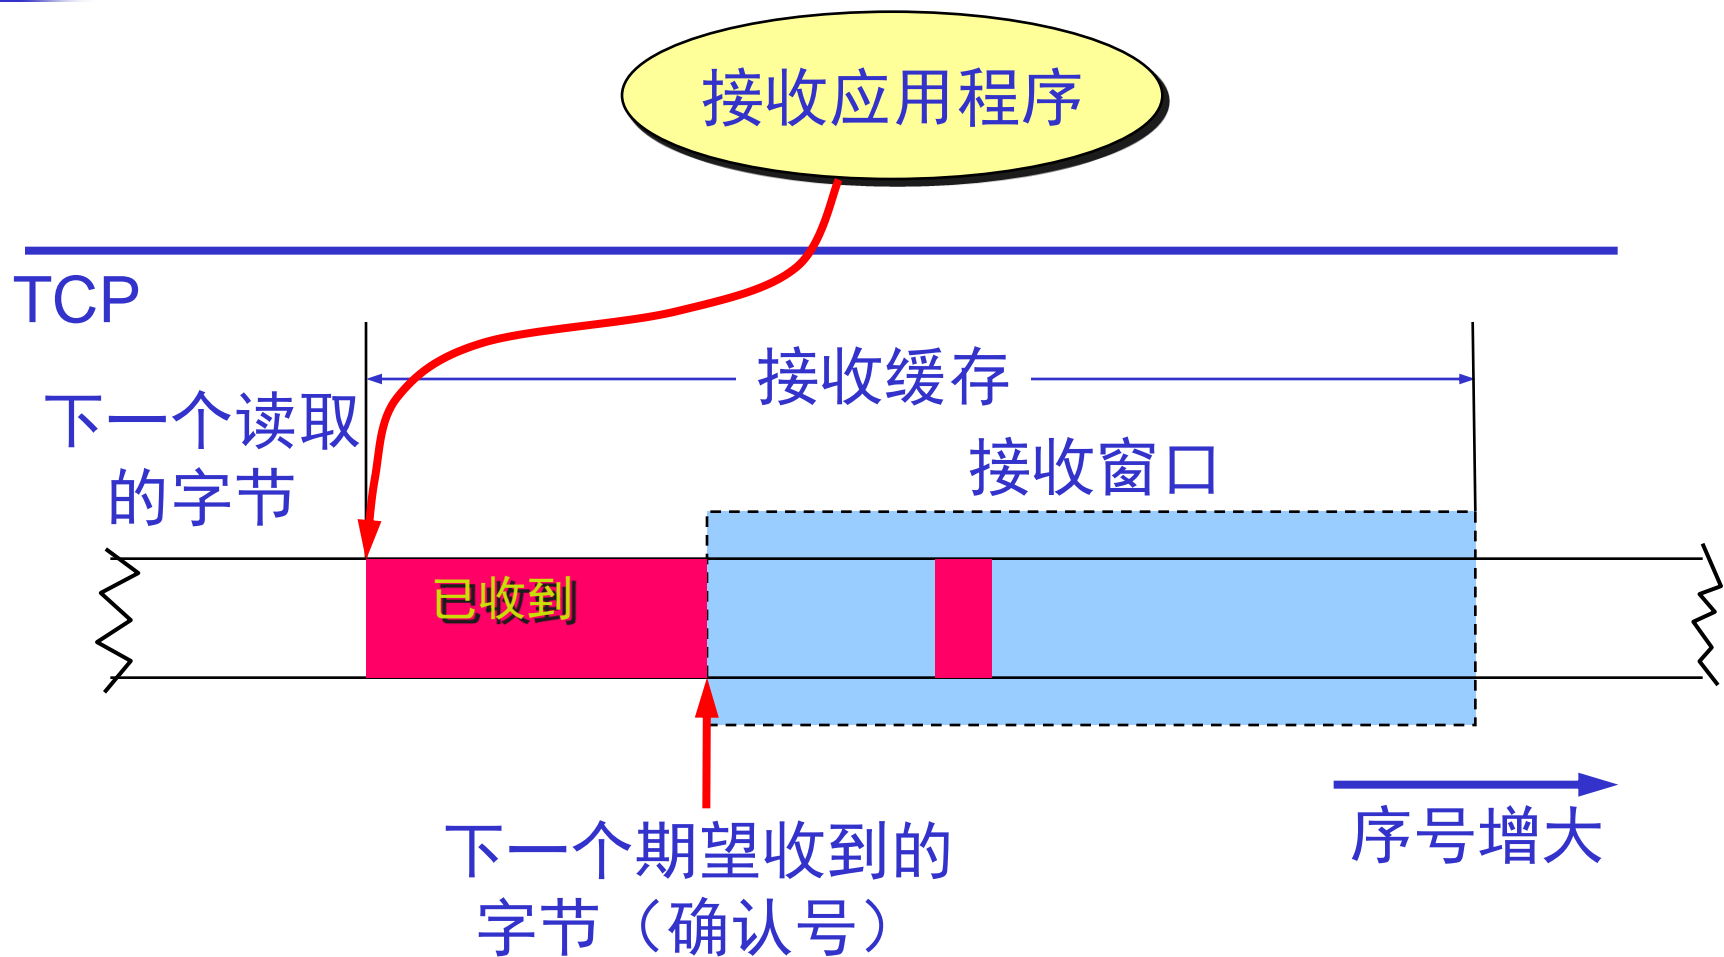 接收应用程序
TCP
接收缓存
下一个读取
的字节
接收窗口
已收到
下一个期望收到的
字节（确认号）
序号增大